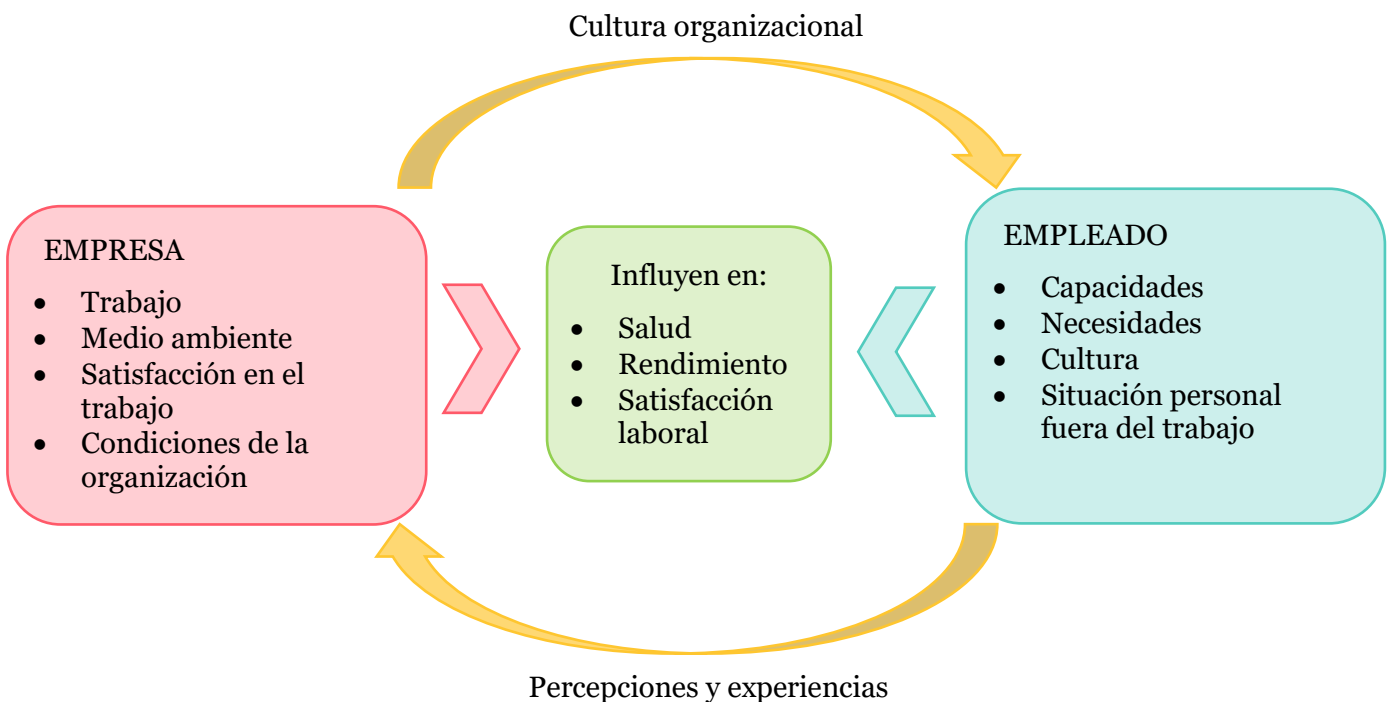 Cultura organizacional
EMPRESA
• Trabajo
• Medio ambiente
• Satisfacción en el
trabajo
• Condiciones de la
organización
Influyen en:
• Salud
• Rendimiento
• Satisfacción
laboral
EMPLEADO
• Capacidades
• Necesidades
• Cultura
• Situación personal
fuera del trabajo
Percepciones y experiencias